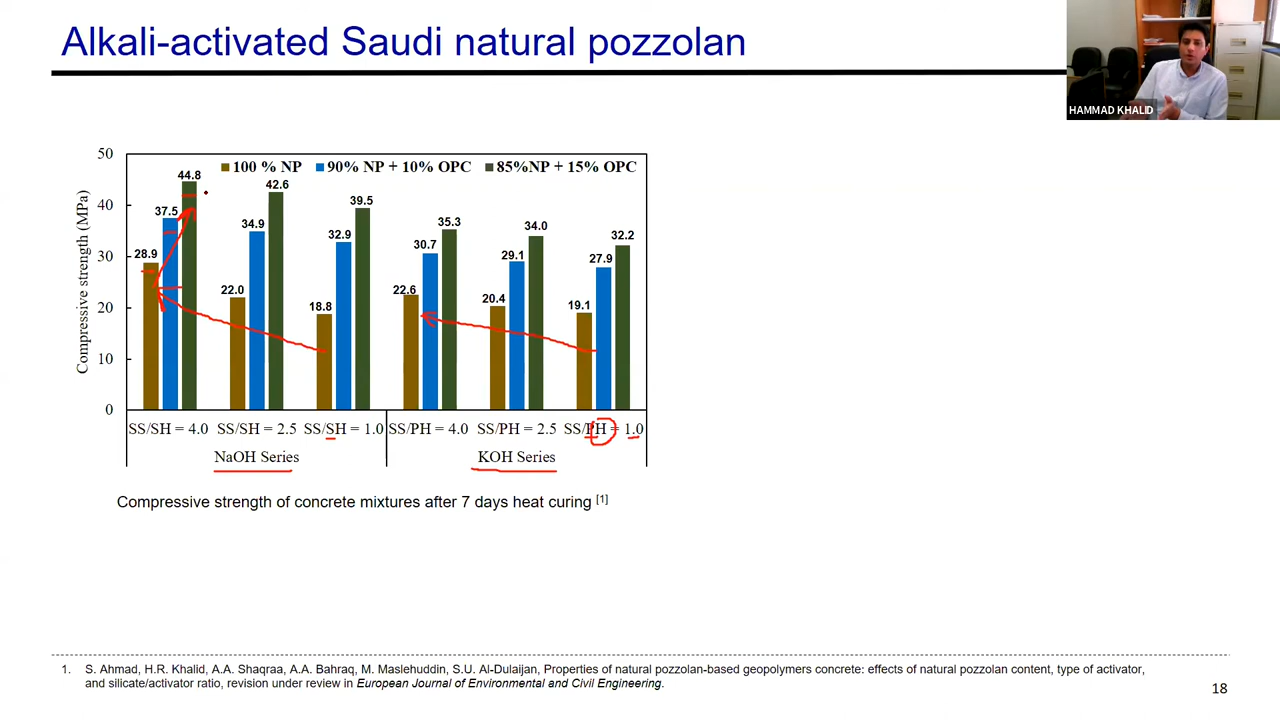 Alkali-activated Saudi natural pozzolan
HAMMAD KHALID
100 % NP 90% NP + 10% OPC 85%NP + 15% OPC
Compressive strength (MPa)
50
40
30
20
10
0
28.9 37.5 44.8 22.0 34.9 42.6 18.8 32.9 39.5 22.6 30.7 35.3 20.4 29.1 34.0 19.1 27.9 32.2
SS/SH = 4.0 SS/SH = 2.5 SS/SH = 1.0 SS/PH = 4.0 SS/PH = 2.5 SS/PH = 1.0
NaOH Series KOH Series
Compressive strength of concrete mixtures after 7 days heat curing [1]
1. S. Ahmad, H.R. Khalid, A.A. Shaqraa, A.A. Bahraq, M. Maslehuddin, S.U. Al-Dulaijan, Properties of natural pozzolan-based geopolymers concrete: effects of natural pozzolan content, type of activator,
and silicate/activator ratio, revision under review in European Journal of Environmental and Civil Engineering.
18